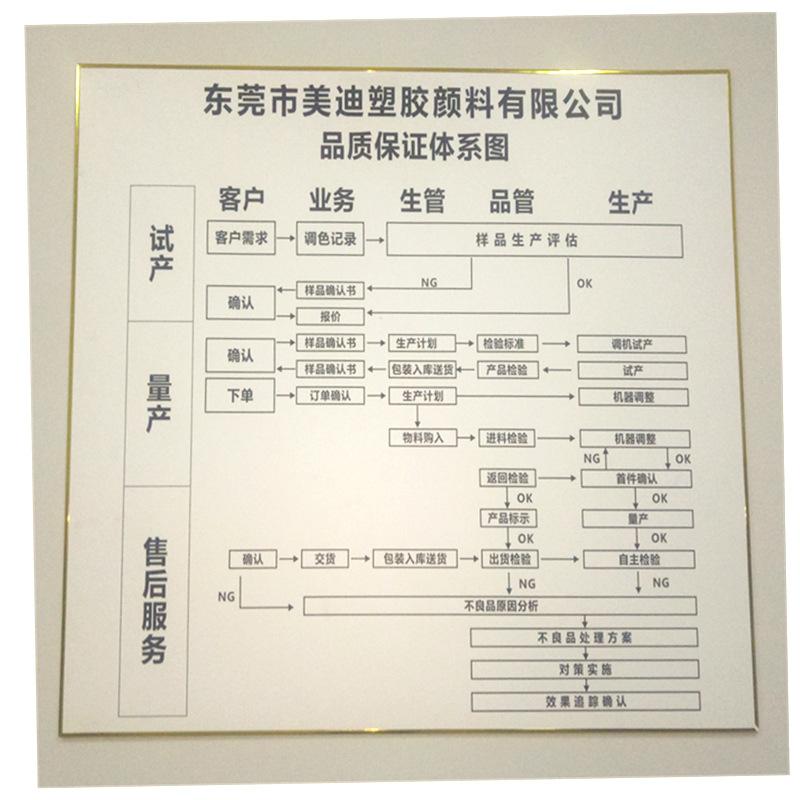 东莞市美迪塑胶颜料有限公司
品质保证体系图
客户 业务 生管 品管 生产
试产
客户需求 调色记录 样品生产评估
NG OK
确认 样品确认书
报价
量产
确认 样品确认书 生产计划 检验标准 调机试产
样品确认书 包装入库送货 产品检验 试产
下单 订单确认 生产计划 机器调整
物料购入 进料检验 机器调整
NG OK
返回检验 首件确认
OK OK
产品标示 量产
OK OK
售后服务
确认 交货 包装入库送货 出货检验 自主检验
NG NG NG
不良品原因分析
不良品处理方案
对策实施
效果追踪确认